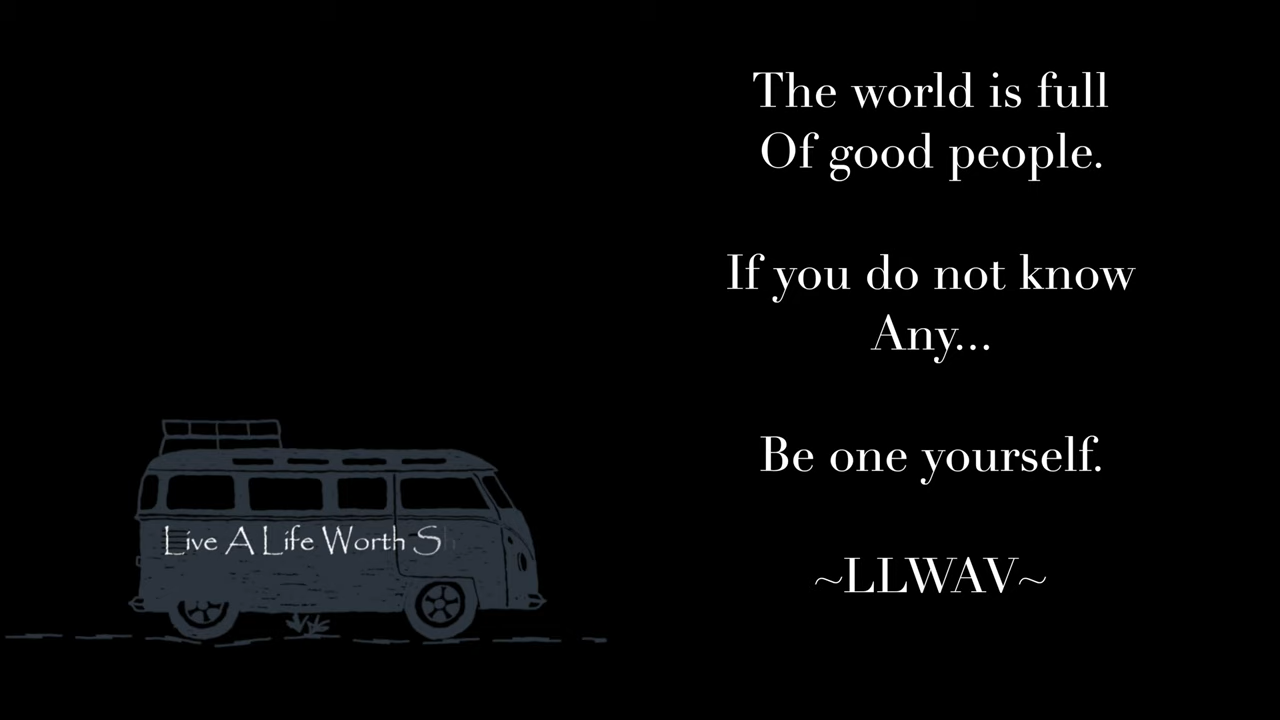 The world is full
Of good people.
If you do not know
Any...
Be one yourself.
~LLWAV~
Live A Life Worth Sh